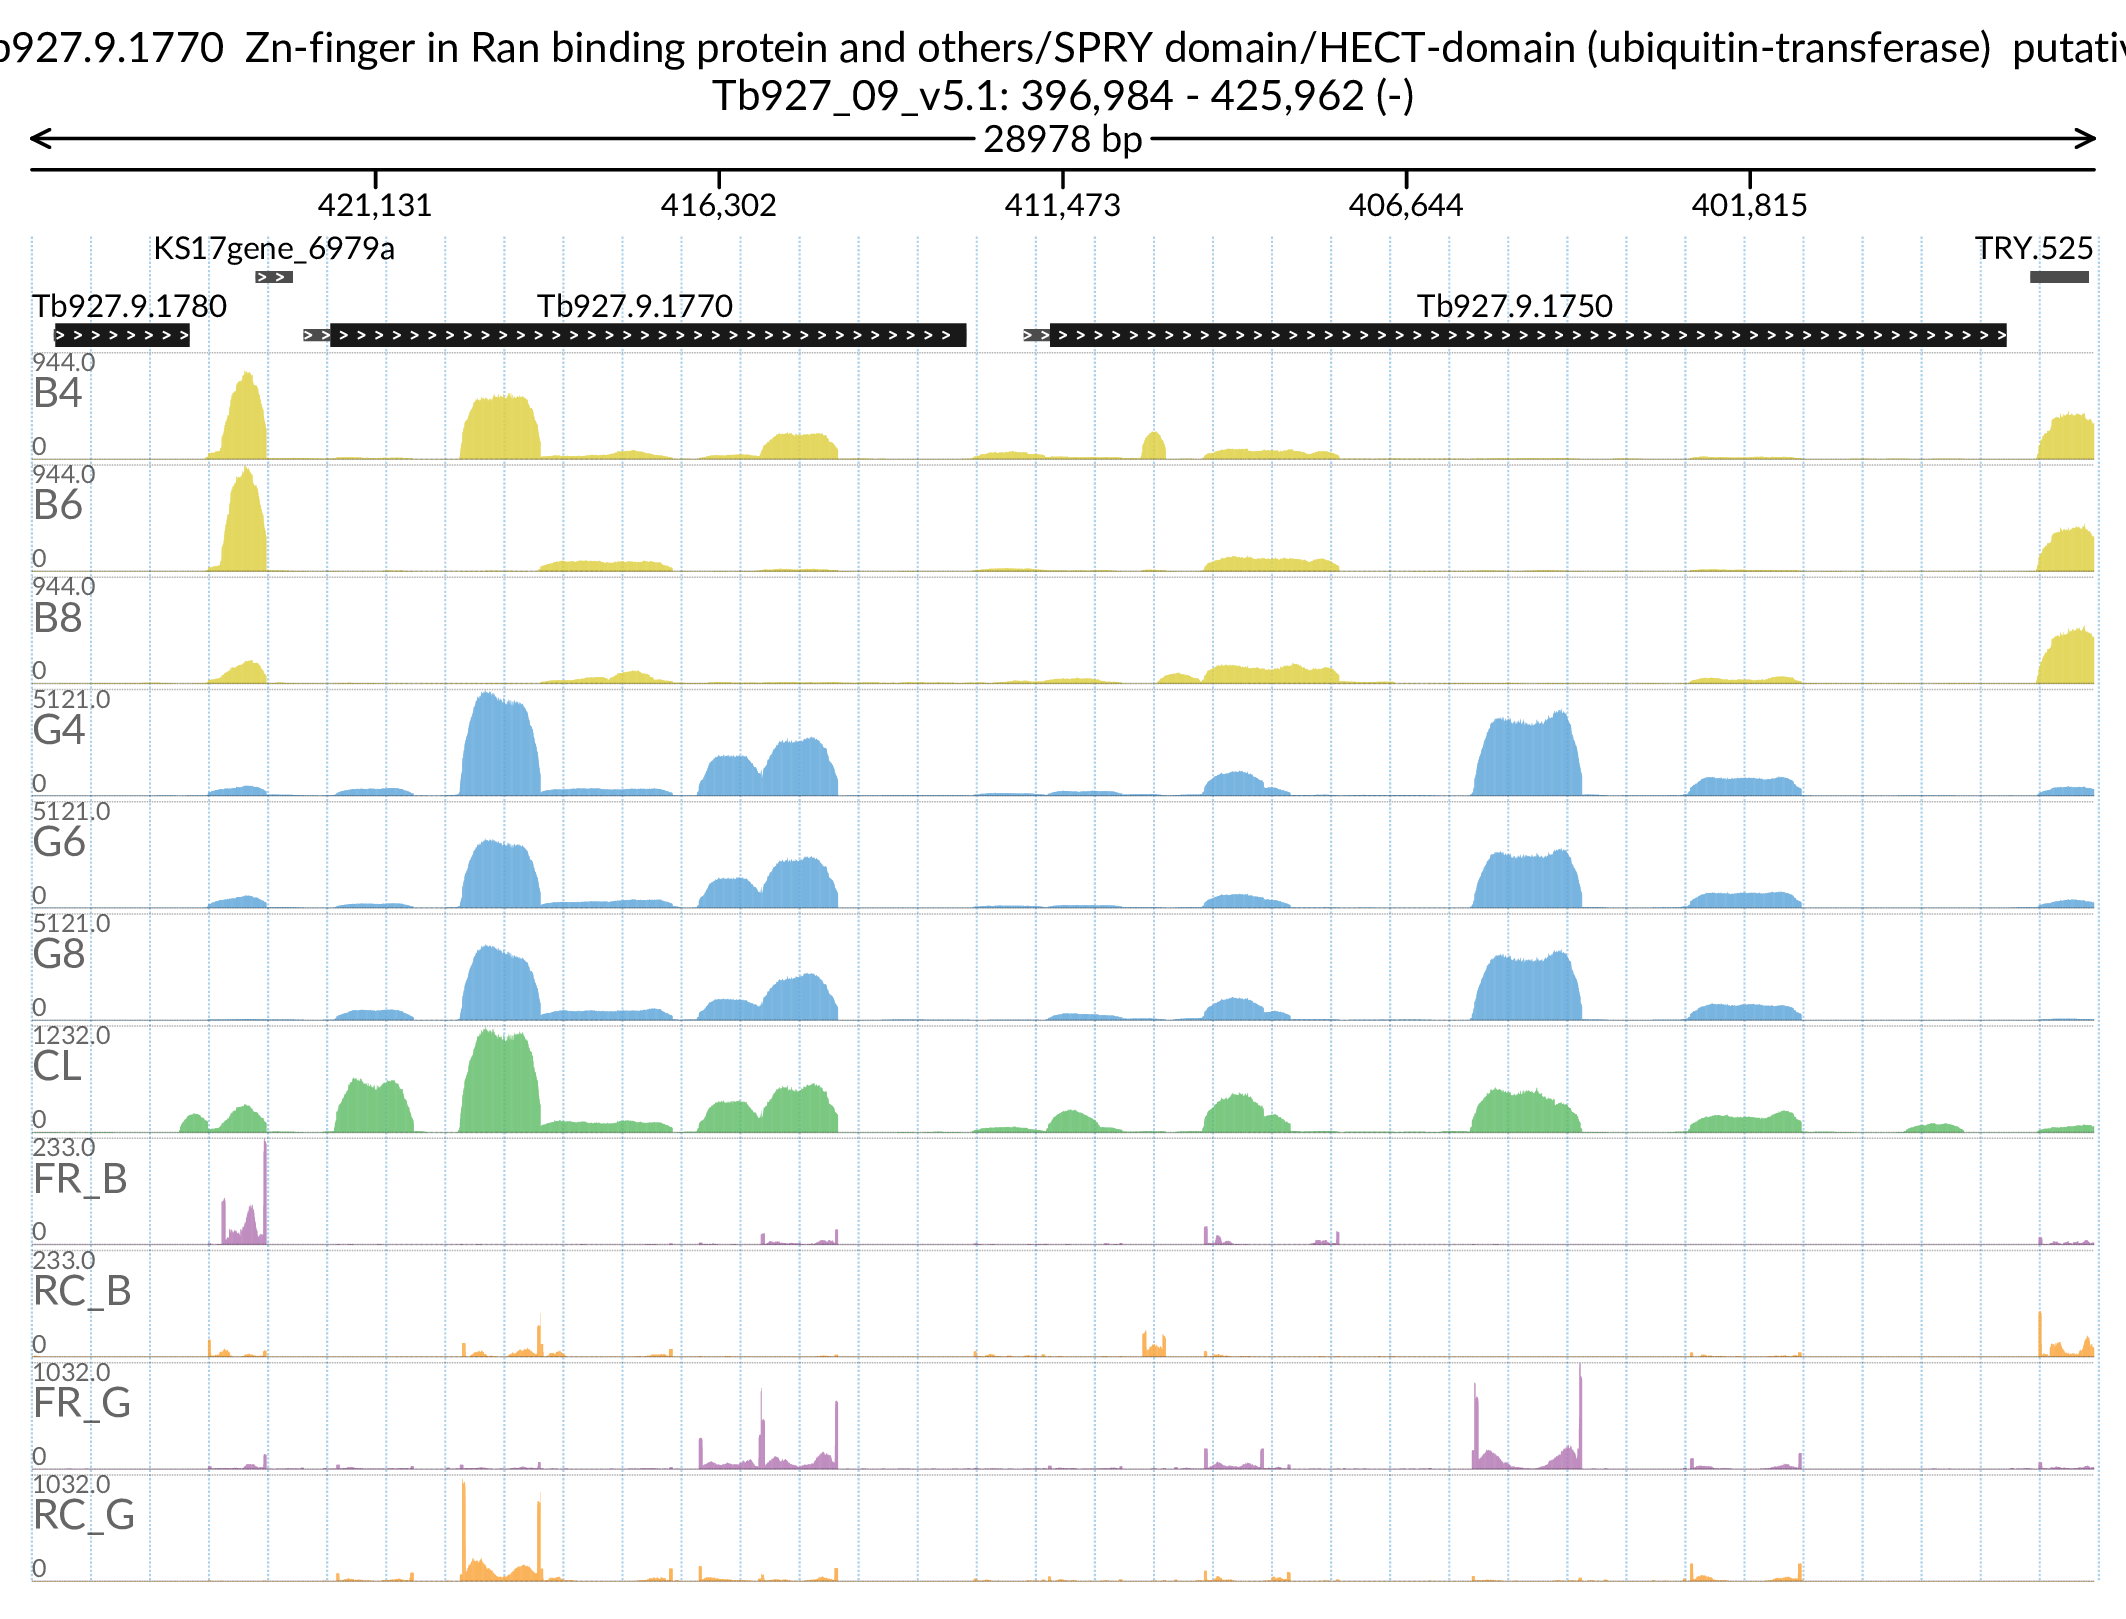 b927.9.1770 Zn-finger in Ran binding protein and others/SPRY domain/HECT-domain (ubiquitin-transferase) putativ
Tb927_09_v5.1: 396,984 - 425,962 (-)
28978 bp
421,131 416,302 411,473 406,644 401,815
KS17gene_6979a TRY.525
Tb927.9.1780 Tb927.9.1770 Tb927.9.1750
944.0
B4
0
944.0
B6
0
944.0
B8
0
5121.0
G4
0
5121.0
G6
0
5121.0
G8
0
1232.0
CL
0
233.0
FR_B
0
233.0
RC_B
0
1032.0
FR_G
0
1032.0
RC_G
0